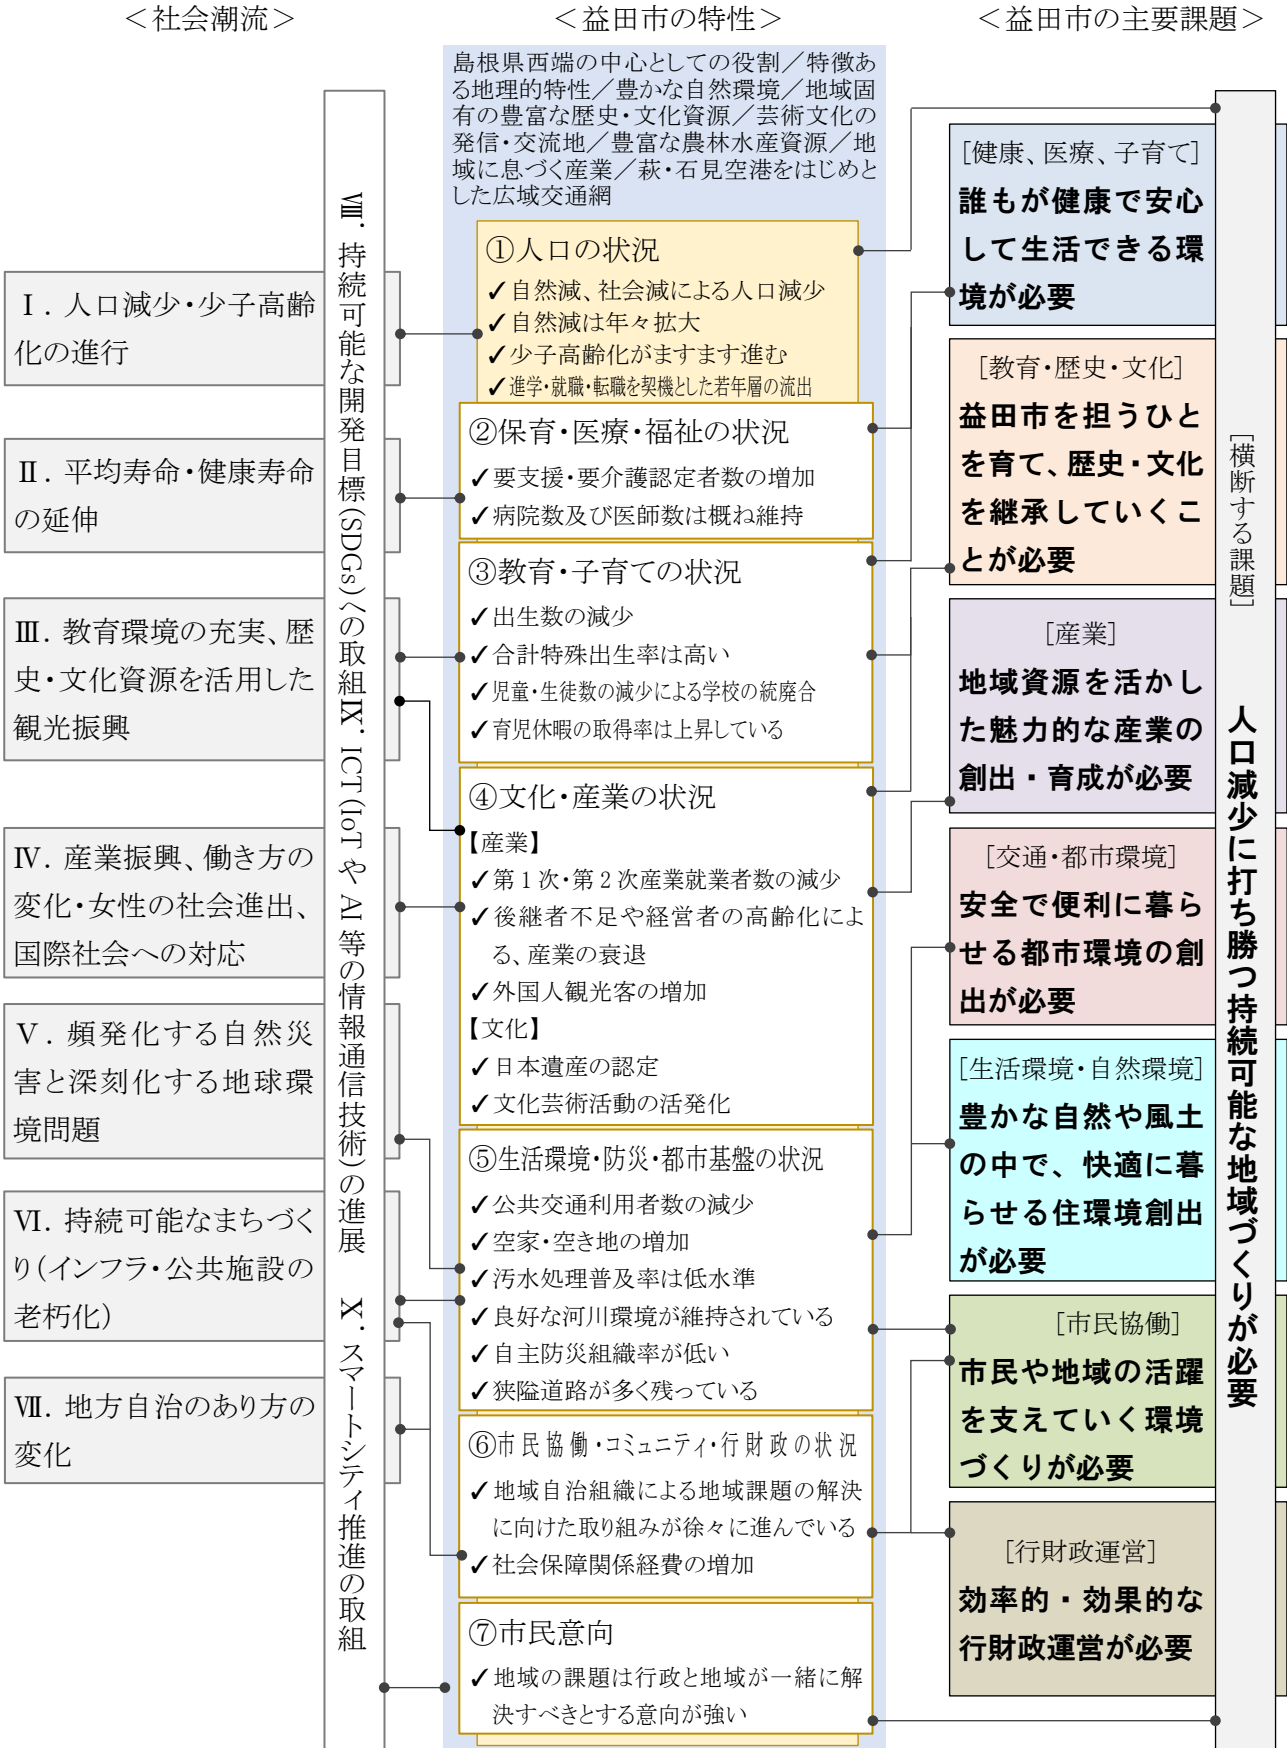 ＜社会潮流＞
Ⅰ．人口減少・少子高齢
化の進行
Ⅱ．平均寿命・健康寿命
の延伸
Ⅲ．教育環境の充実、歴
史・文化資源を活用した
観光振興
Ⅳ．産業振興、働き方の
変化・女性の社会進出、
国際社会への対応
Ⅴ．頻発化する自然災
害と深刻化する地球環
境問題
Ⅵ．持続可能なまちづく
り（インフラ・公共施設の
老朽化）
Ⅶ．地方自治のあり方の
変化
Ⅷ．持続可能な開発目標（SDGs）への取組 Ⅸ．ICT（IoT や AI 等の情報通信技術）の進展　Ⅹ．スマートシティ推進の取組
＜益田市の特性＞
島根県西端の中心としての役割／特徴あ
る地理的特性／豊かな自然環境／地域固
有の豊富な歴史・文化資源／芸術文化の
発信・交流地／豊富な農林水産資源／地
域に息づく産業／萩・石見空港をはじめと
した広域交通網
①人口の状況
✓自然減、社会減による人口減少
✓自然減は年々拡大
✓少子高齢化がますます進む
✓進学・就職・転職を契機とした若年層の流出
②保育・医療・福祉の状況
✓要支援・要介護認定者数の増加
✓病院数及び医師数は概ね維持
③教育・子育ての状況
✓出生数の減少
✓合計特殊出生率は高い
✓児童・生徒数の減少による学校の統廃合
✓育児休暇の取得率は上昇している
④文化・産業の状況
【産業】
✓第１次・第２次産業就業者数の減少
✓後継者不足や経営者の高齢化によ
る、産業の衰退
✓外国人観光客の増加
【文化】
✓日本遺産の認定
✓文化芸術活動の活発化
⑤生活環境・防災・都市基盤の状況
✓公共交通利用者数の減少
✓空家・空き地の増加
✓汚水処理普及率は低水準
✓良好な河川環境が維持されている
✓自主防災組織率が低い
✓狭隘道路が多く残っている
⑥市民協働・コミュニティ・行財政の状況
✓地域自治組織による地域課題の解決
に向けた取り組みが徐々に進んでいる
✓社会保障関係経費の増加
⑦市民意向
✓地域の課題は行政と地域が一緒に解
決すべきとする意向が強い
＜益田市の主要課題＞
［健康、医療、子育て］
誰もが健康で安心
して生活できる環
境が必要
［教育・歴史・文化］
益田市を担うひと
を育て、歴史・文化
を継承していくこ
とが必要
［産業］
地域資源を活かし
た魅力的な産業の
創出・育成が必要
［交通・都市環境］
安全で便利に暮ら
せる都市環境の創
出が必要
［生活環境・自然環境］
豊かな自然や風土
の中で、快適に暮
らせる住環境創出
が必要
［市民協働］
市民や地域の活躍
を支えていく環境
づくりが必要
［行財政運営］
効率的・効果的な
行財政運営が必要
［横断する課題］
人口減少に打ち勝つ持続可能な地域づくりが必要